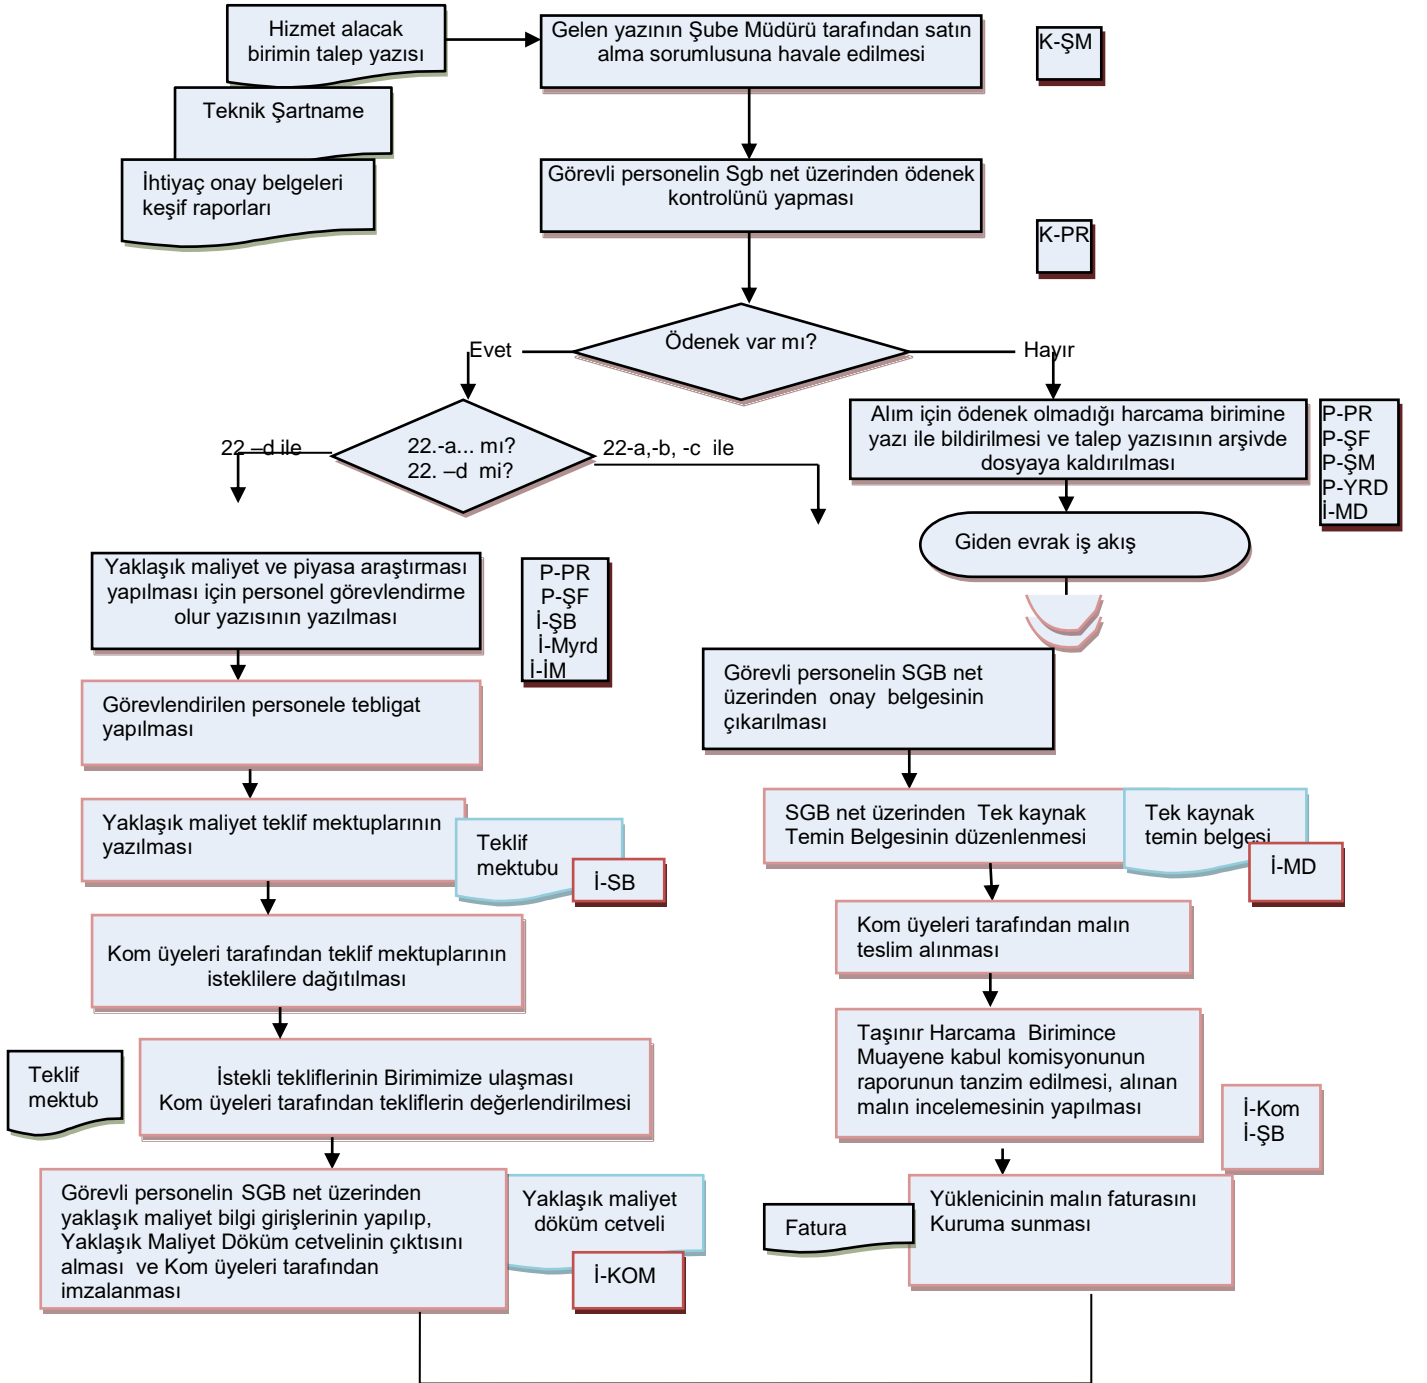 Hizmet alacak
birimin talep yazısı
Gelen yazının Şube Müdürü tarafından satın
alma sorumlusuna havale edilmesi
K-ŞM
Teknik Şartname
İhtiyaç onay belgeleri
keşif raporları
Görevli personelin Sgb net üzerinden ödenek
kontrolünü yapması
K-PR
Ödenek var mı?
Evet
Hayır
22 –d ile
22.-a... mı?
22. –d mi?
22-a,-b, -c ile
Alım için ödenek olmadığı harcama birimine
yazı ile bildirilmesi ve talep yazısının arşivde
dosyaya kaldırılması
P-PR
P-ŞF
P-ŞM
P-YRD
İ-MD
Giden evrak iş akış
Yaklaşık maliyet ve piyasa araştırması
yapılması için personel görevlendirme
olur yazısının yazılması
P-PR
P-ŞF
İ-ŞB
İ-Myrd
İ-İM
Görevlendirilen personele tebligat
yapılması
Yaklaşık maliyet teklif mektuplarının
yazılması
Teklif
mektubu
İ-SB
Kom üyeleri tarafından teklif mektuplarının
isteklilere dağıtılması
Teklif
mektub
İstekli tekliflerinin Birimimize ulaşması
Kom üyeleri tarafından tekliflerin değerlendirilmesi
Görevli personelin SGB net üzerinden
yaklaşık maliyet bilgi girişlerinin yapılıp,
Yaklaşık Maliyet Döküm cetvelinin çıktısını
alması ve Kom üyeleri tarafından
imzalanması
Yaklaşık maliyet
döküm cetveli
İ-KOM
Görevli personelin SGB net
üzerinden onay belgesinin
çıkarılması
SGB net üzerinden Tek kaynak
Temin Belgesinin düzenlenmesi
Tek kaynak
temin belgesi
İ-MD
Kom üyeleri tarafından malın
teslim alınması
Taşınır Harcama Birimince
Muayene kabul komisyonunun
raporunun tanzim edilmesi, alınan
malın incelemesinin yapılması
İ-Kom
İ-ŞB
Fatura
Yüklenicinin malın faturasını
Kuruma sunması